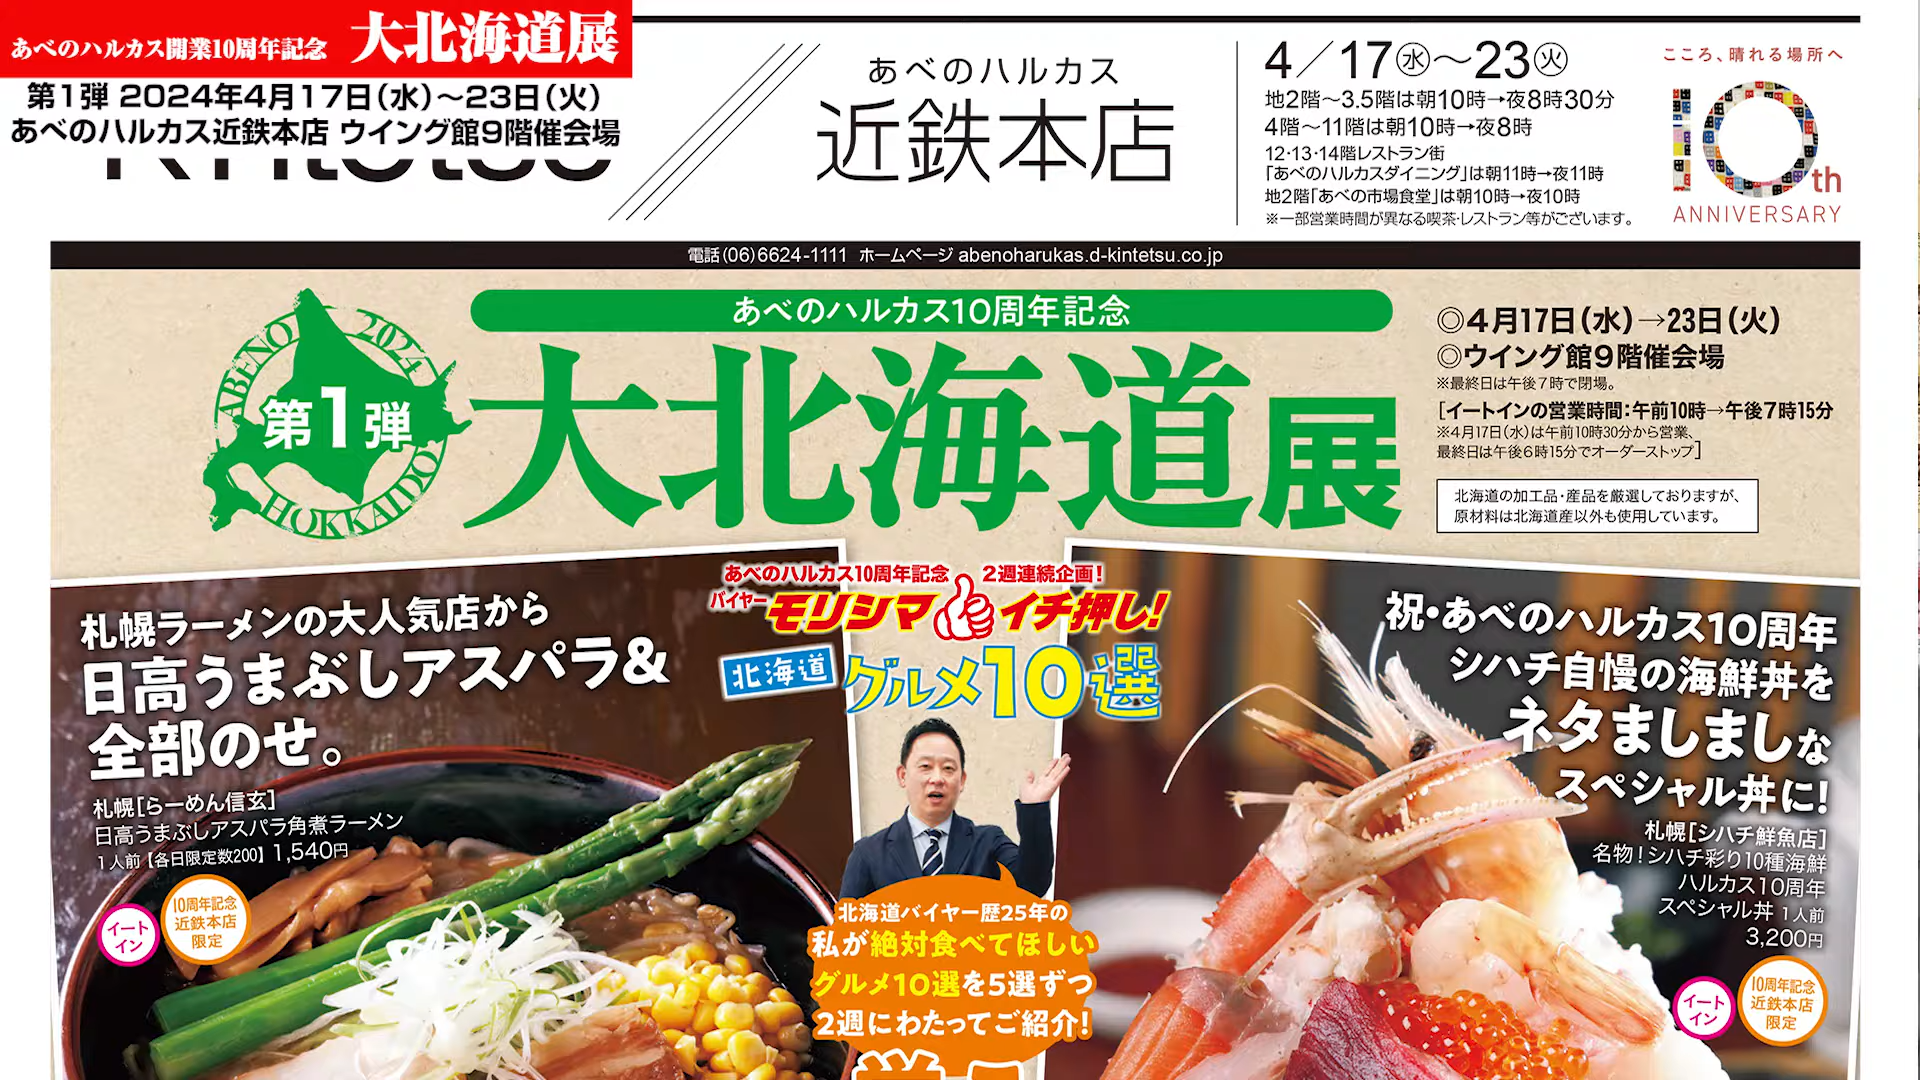 あべのハルカス開業10周年記念 大北海道展
第1弾 2024年4月17日(水)〜23日(火)
あべのハルカス近鉄本店 ウイング館9階催会場
あべのハルカス
近鉄本店
4/17㊌〜23㊋
地2階〜3.5階は朝10時→夜8時30分
4階〜11階は朝10時→夜8時
12・13・14階レストラン街
「あべのハルカスダイニング」は朝11時→夜11時
地2階「あべの市場食堂」は朝10時→夜10時
※一部営業時間が異なる喫茶・レストラン等がございます。
こころ、晴れる場所へ
10th
ANNIVERSARY
電話(06)6624-1111 ホームページ abenoharukas.d-kintetsu.co.jp
ABENO 2024
第1弾
HOKKAIDO
あべのハルカス10周年記念
大北海道展
◎4月17日(水)→23日(火)
◎ウイング館9階催会場
※最終日は午後7時で閉場。
[イートインの営業時間:午前10時→午後7時15分
※4月17日(水)は午前10時30分から営業、
最終日は午後6時15分でオーダーストップ]
北海道の加工品・産品を厳選しておりますが、
原材料は北海道産以外も使用しています。
札幌ラーメンの大人気店から
日高うまぶしアスパラ&
全部のせ。
札幌[らーめん信玄]
日高うまぶしアスパラ角煮ラーメン
1人前【各日限定数200】1,540円
イート
イン
10周年記念
近鉄本店
限定
あべのハルカス10周年記念 2週連続企画!
バイヤーモリシマ イチ押し!
北海道 グルメ10選
北海道バイヤー歴25年の
私が絶対食べてほしい
グルメ10選を5選ずつ
2週にわたってご紹介!
祝・あべのハルカス10周年
シハチ自慢の海鮮丼を
ネタましましな
スペシャル丼に!
札幌[シハチ鮮魚店]
名物!シハチ彩り10種海鮮
ハルカス10周年
スペシャル丼 1人前
3,200円
イート
イン
10周年記念
近鉄本店
限定